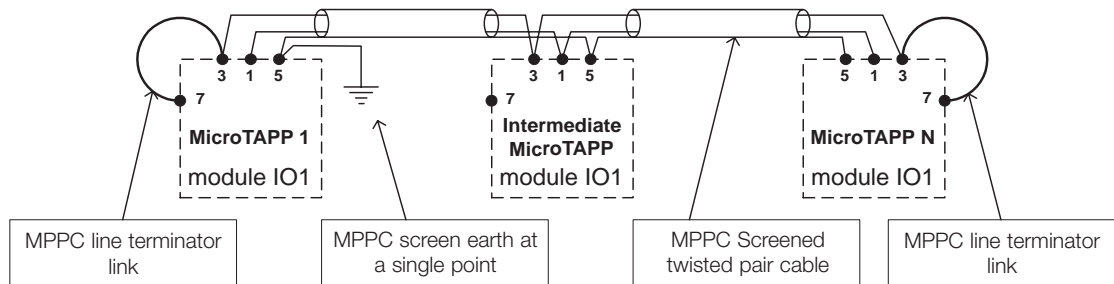 3 1 5
3 1 5
5 1 3
7
7
7
MicroTAPP 1
Intermediate
MicroTAPP
MicroTAPP N
module IO1
module IO1
module IO1
MPPC line terminator
link
MPPC screen earth at
a single point
MPPC Screened
twisted pair cable
MPPC line terminator
link